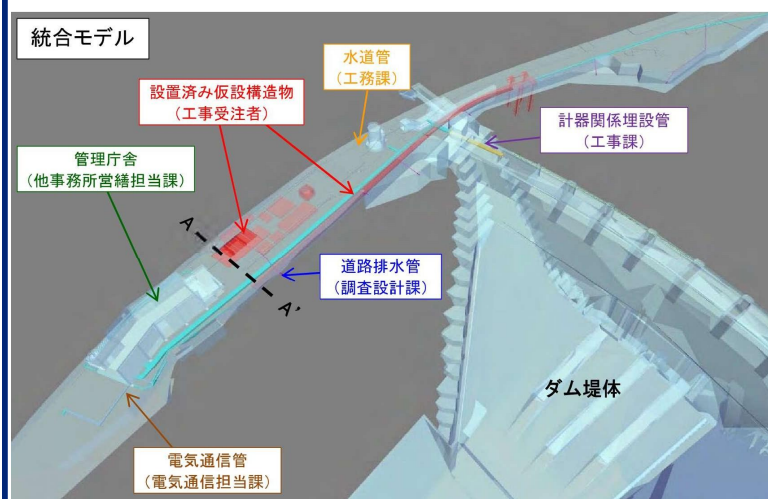 統合モデル
水道管
（工務課）
設置済み仮設構造物
（工事受注者）
計器関係埋設管
（工事課）
管理庁舎
（他事務所営繕担当課）
A
A'
道路排水管
（調査設計課）
ダム堤体
電気通信管
（電気通信担当課）